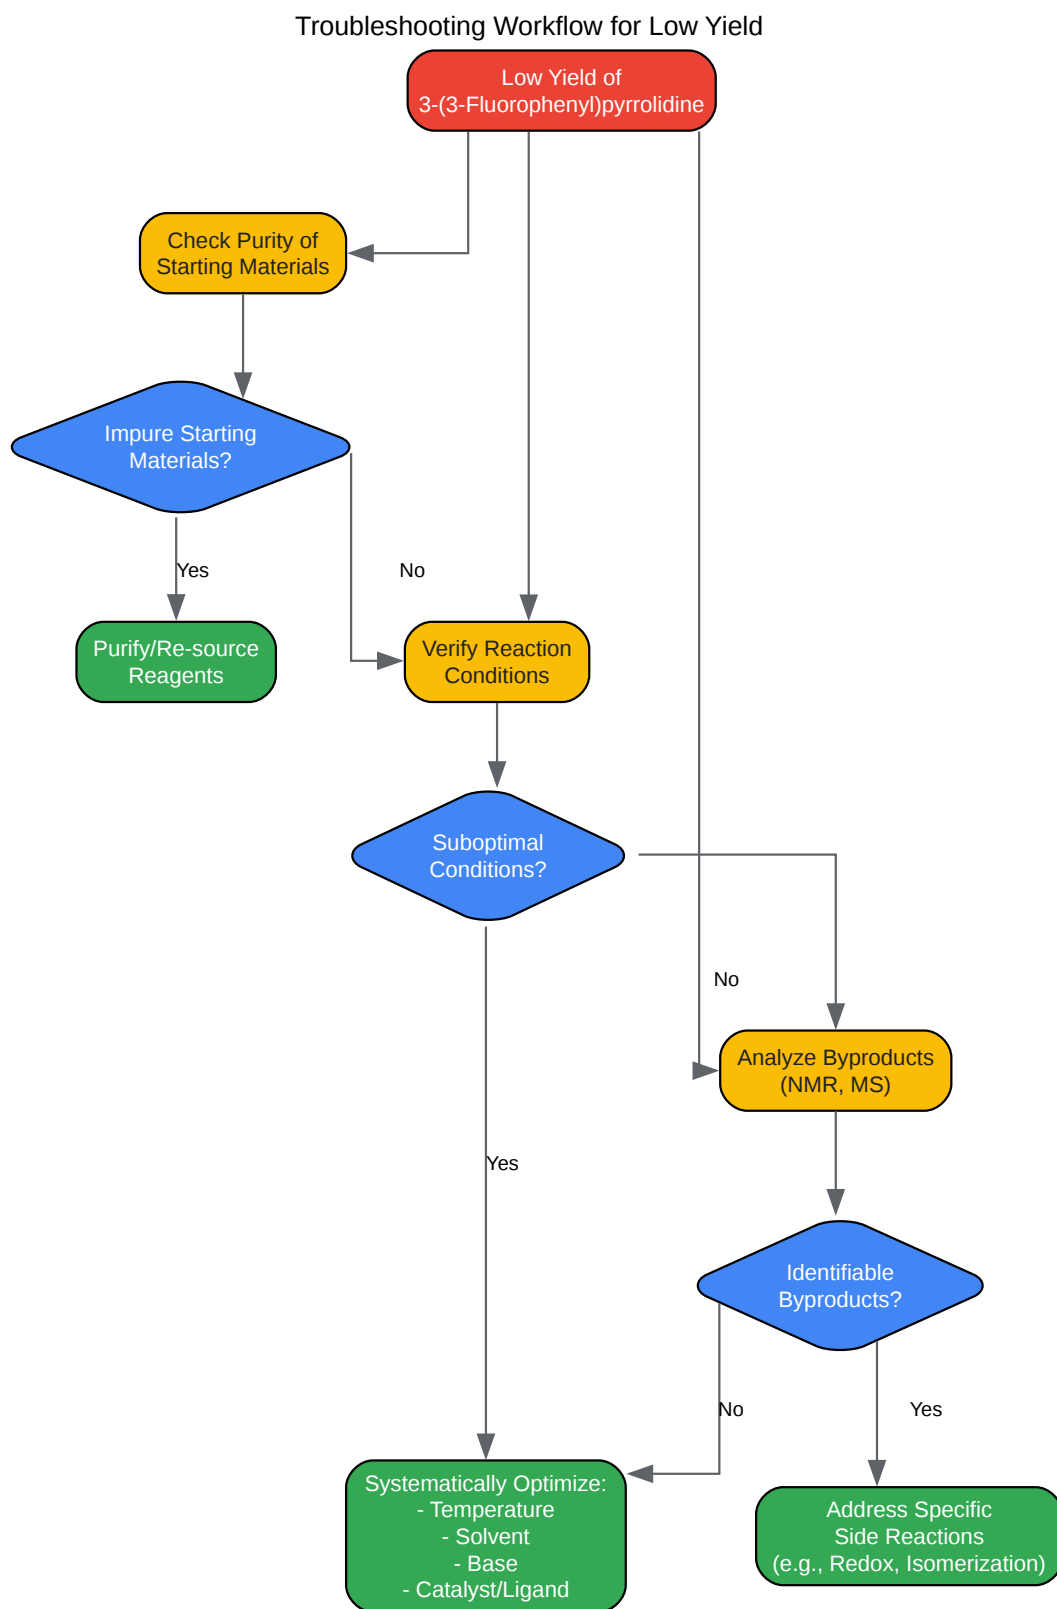 Troubleshooting Workflow for Low Yield
Low Yield of
3-(3-Fluorophenyl)pyrrolidine
Check Purity of
Starting Materials
Impure Starting
Materials?
Yes
No
Purify/Re-source
Reagents
Verify Reaction
Conditions
Suboptimal
Conditions?
No
Analyze Byproducts
(NMR, MS)
Yes
Identifiable
Byproducts?
No
Yes
Systematically Optimize:
- Temperature
- Solvent
- Base
- Catalyst/Ligand
Address Specific
Side Reactions
(e.g., Redox, Isomerization)